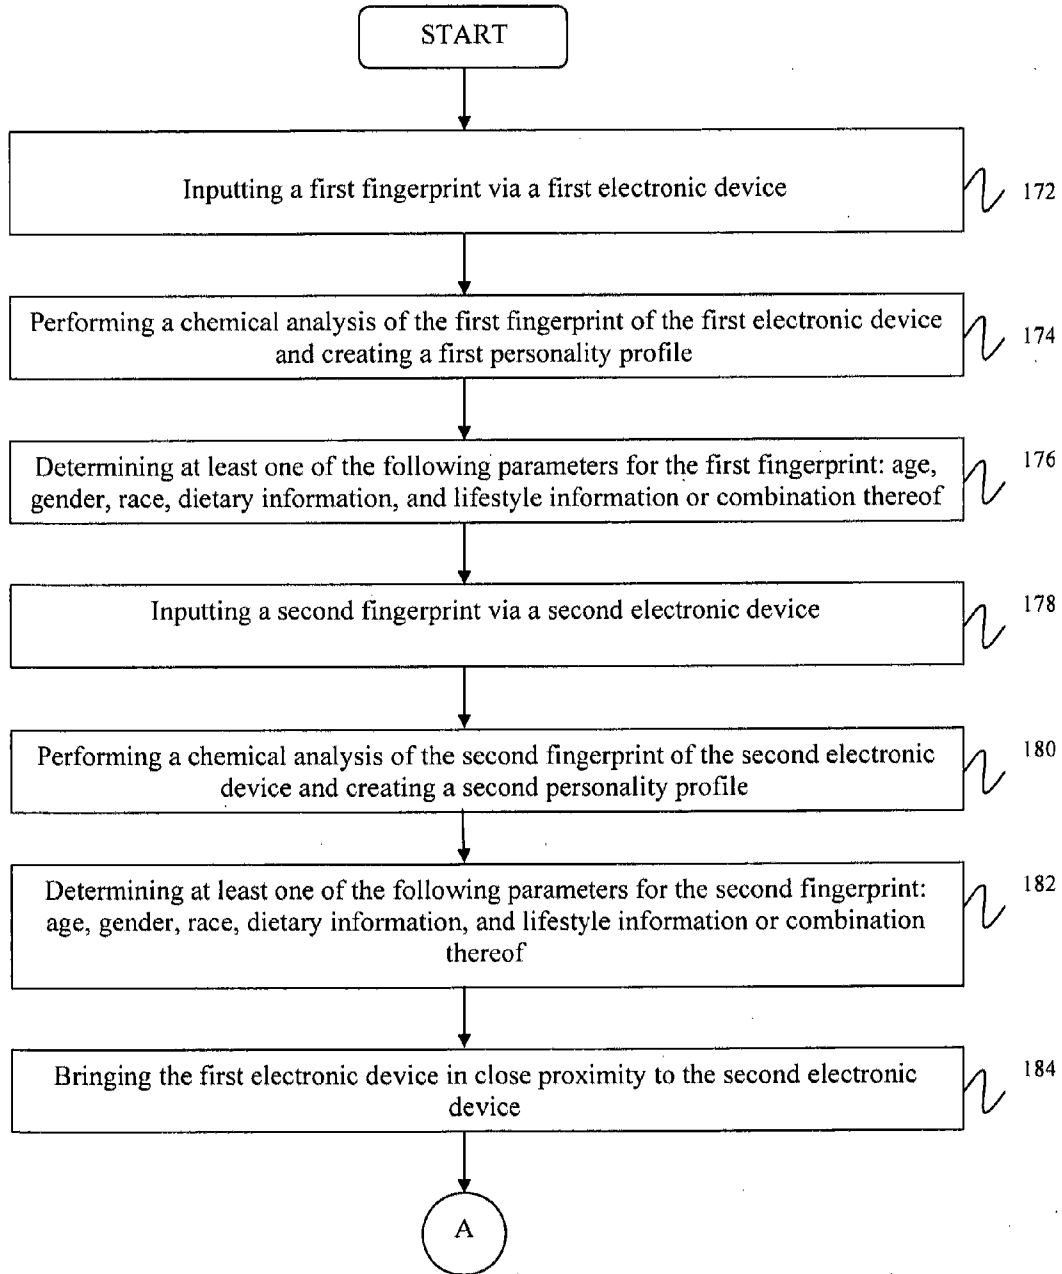 START
Inputting a first fingerprint via a first electronic device
172
Performing a chemical analysis of the first fingerprint of the first electronic device
and creating a first personality profile
174
Determining at least one of the following parameters for the first fingerprint: age,
gender, race, dietary information, and lifestyle information or combination thereof
176
Inputting a second fingerprint via a second electronic device
178
Performing a chemical analysis of the second fingerprint of the second electronic
device and creating a second personality profile
180
Determining at least one of the following parameters for the second fingerprint:
age, gender, race, dietary information, and lifestyle information or combination
thereof
182
Bringing the first electronic device in close proximity to the second electronic
device
184
A